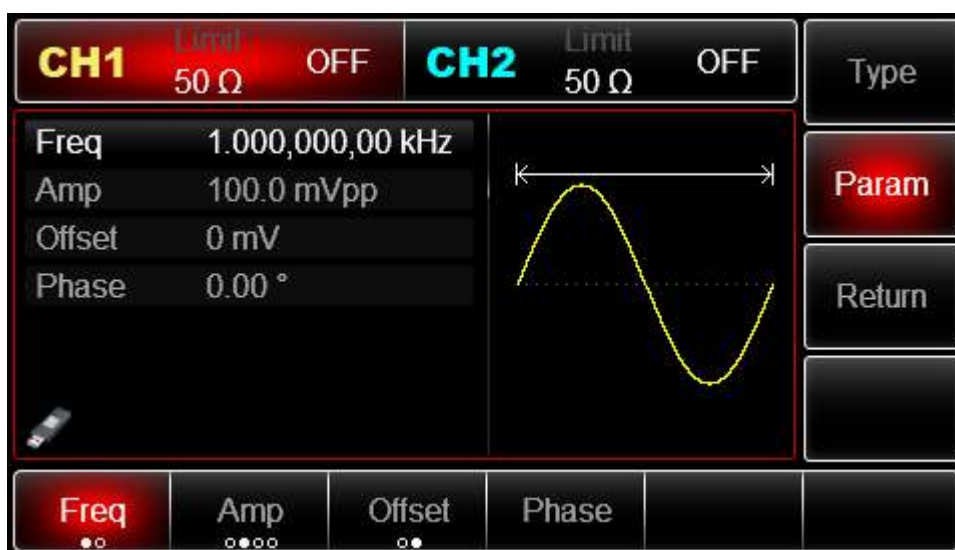 CH1 Limit 50 Ω OFF CH2 Limit 50 Ω OFF
Type
Freq 1.000,000,00 kHz
Amp 100.0 mVpp
Offset 0 mV
Phase 0.00 °
Param
Return
Freq Amp Offset Phase